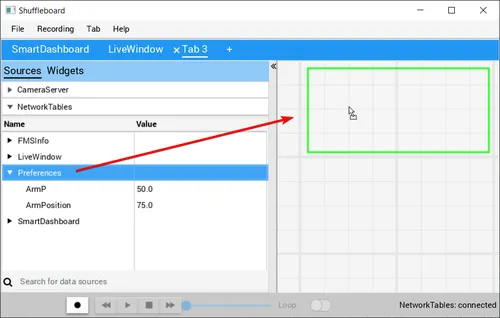 Shuffleboard
File Recording Tab Help
SmartDashboard LiveWindow Tab 3 +
Sources Widgets
CameraServer
NetworkTables
Name Value
FMSInfo
LiveWindow
Preferences
ArmP 50.0
ArmPosition 75.0
SmartDashboard
Search for data sources
Loop NetworkTables: connected